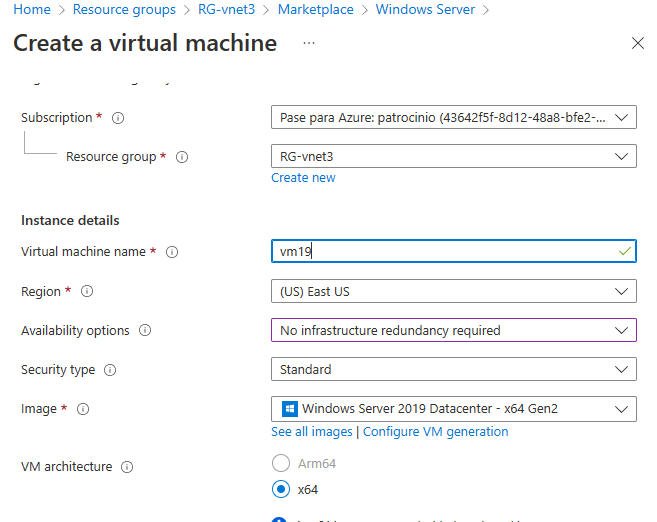 Home > Resource groups > RG-vnet3 > Marketplace > Windows Server >
Create a virtual machine ...
Subscription *
Pase para Azure: patrocinio (43642f5f-8d12-48a8-bfe2-...
Resource group *
RG-vnet3
Create new
Instance details
Virtual machine name *
vm19
Region *
(US) East US
Availability options
No infrastructure redundancy required
Security type
Standard
Image *
Windows Server 2019 Datacenter - x64 Gen2
See all images | Configure VM generation
VM architecture
Arm64
x64